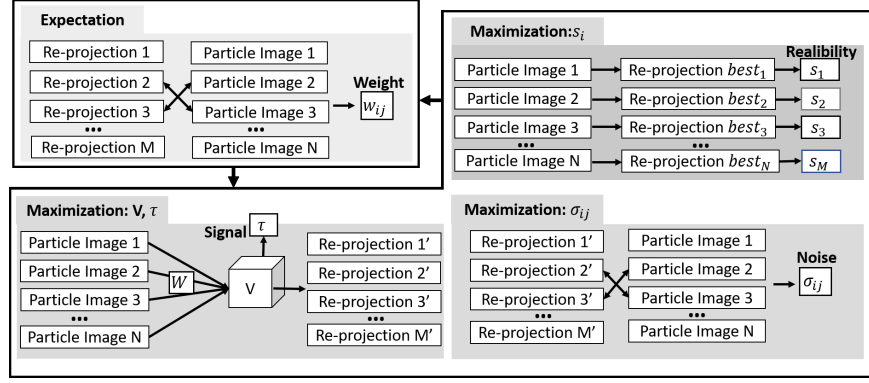 Expectation
Re-projection 1
Particle Image 1
Re-projection 2
Particle Image 2
Re-projection 3
Particle Image 3
...
...
Re-projection M
Particle Image N
Weight
w_ij
Maximization:s_i
Realibility
Particle Image 1
Re-projection best_1
s_1
Particle Image 2
Re-projection best_2
s_2
Particle Image 3
Re-projection best_3
s_3
...
...
Particle Image N
Re-projection best_N
s_M
Maximization: V, τ
Signal
τ
Particle Image 1
Particle Image 2
Particle Image 3
...
Particle Image N
W
V
Re-projection 1’
Re-projection 2’
Re-projection 3’
...
Re-projection M’
Maximization: σ_ij
Re-projection 1’
Particle Image 1
Re-projection 2’
Particle Image 2
Re-projection 3’
Particle Image 3
...
...
Re-projection M’
Particle Image N
Noise
σ_ij